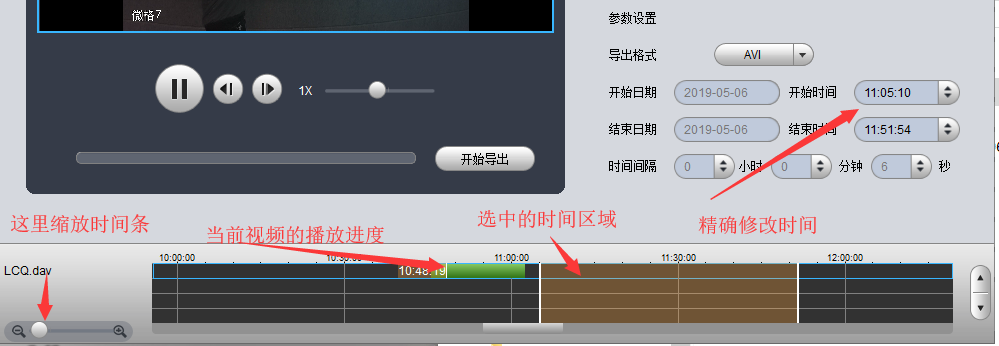 微格7
参数设置
导出格式 AVI
1X
开始日期 2019-05-06 开始时间 11:05:10
结束日期 2019-05-06 结束时间 11:51:54
开始导出
时间间隔 0 小时 0 分钟 6 秒
这里缩放时间条
当前视频的播放进度
选中的时间区域
精确修改时间
10:00:00 11:00:00 11:30:00 12:00:00
LCQ.dav
10:48:19